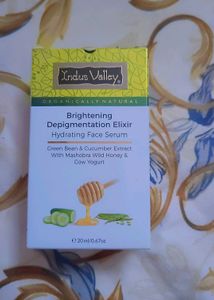 Indus Valley®
ORGANICALLY NATURAL
Brightening
Depigmentation Elixir
Hydrating Face Serum
Green Bean & Cucumber Extract
With Mashobra Wild Honey &
Cow Yogurt
℮ 20 ml/0.67oz.